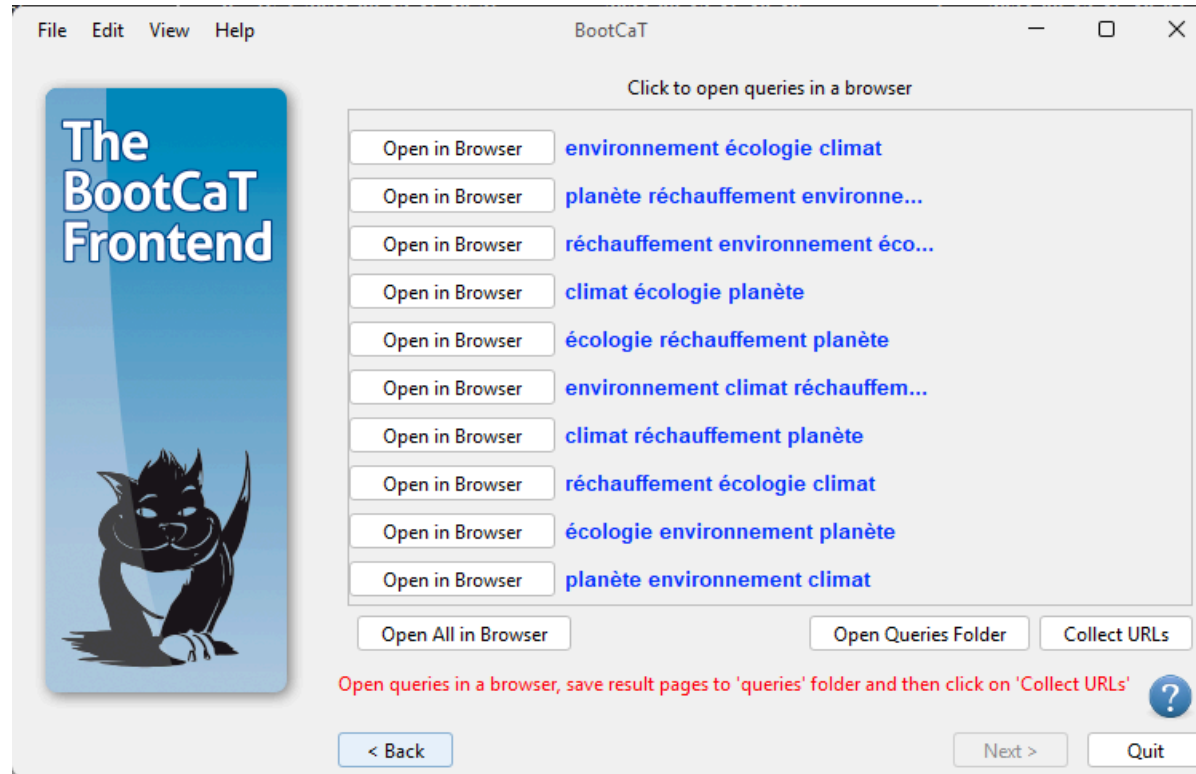 File Edit View Help BootCaT
The
BootCaT
Frontend
Click to open queries in a browser
Open in Browser environnement écologie climat
Open in Browser planète réchauffement environne...
Open in Browser réchauffement environnement éco...
Open in Browser climat écologie planète
Open in Browser écologie réchauffement planète
Open in Browser environnement climat réchauffem...
Open in Browser climat réchauffement planète
Open in Browser réchauffement écologie climat
Open in Browser écologie environnement planète
Open in Browser planète environnement climat
Open All in Browser Open Queries Folder Collect URLs
Open queries in a browser, save result pages to 'queries' folder and then click on 'Collect URLs' ?
< Back Next > Quit